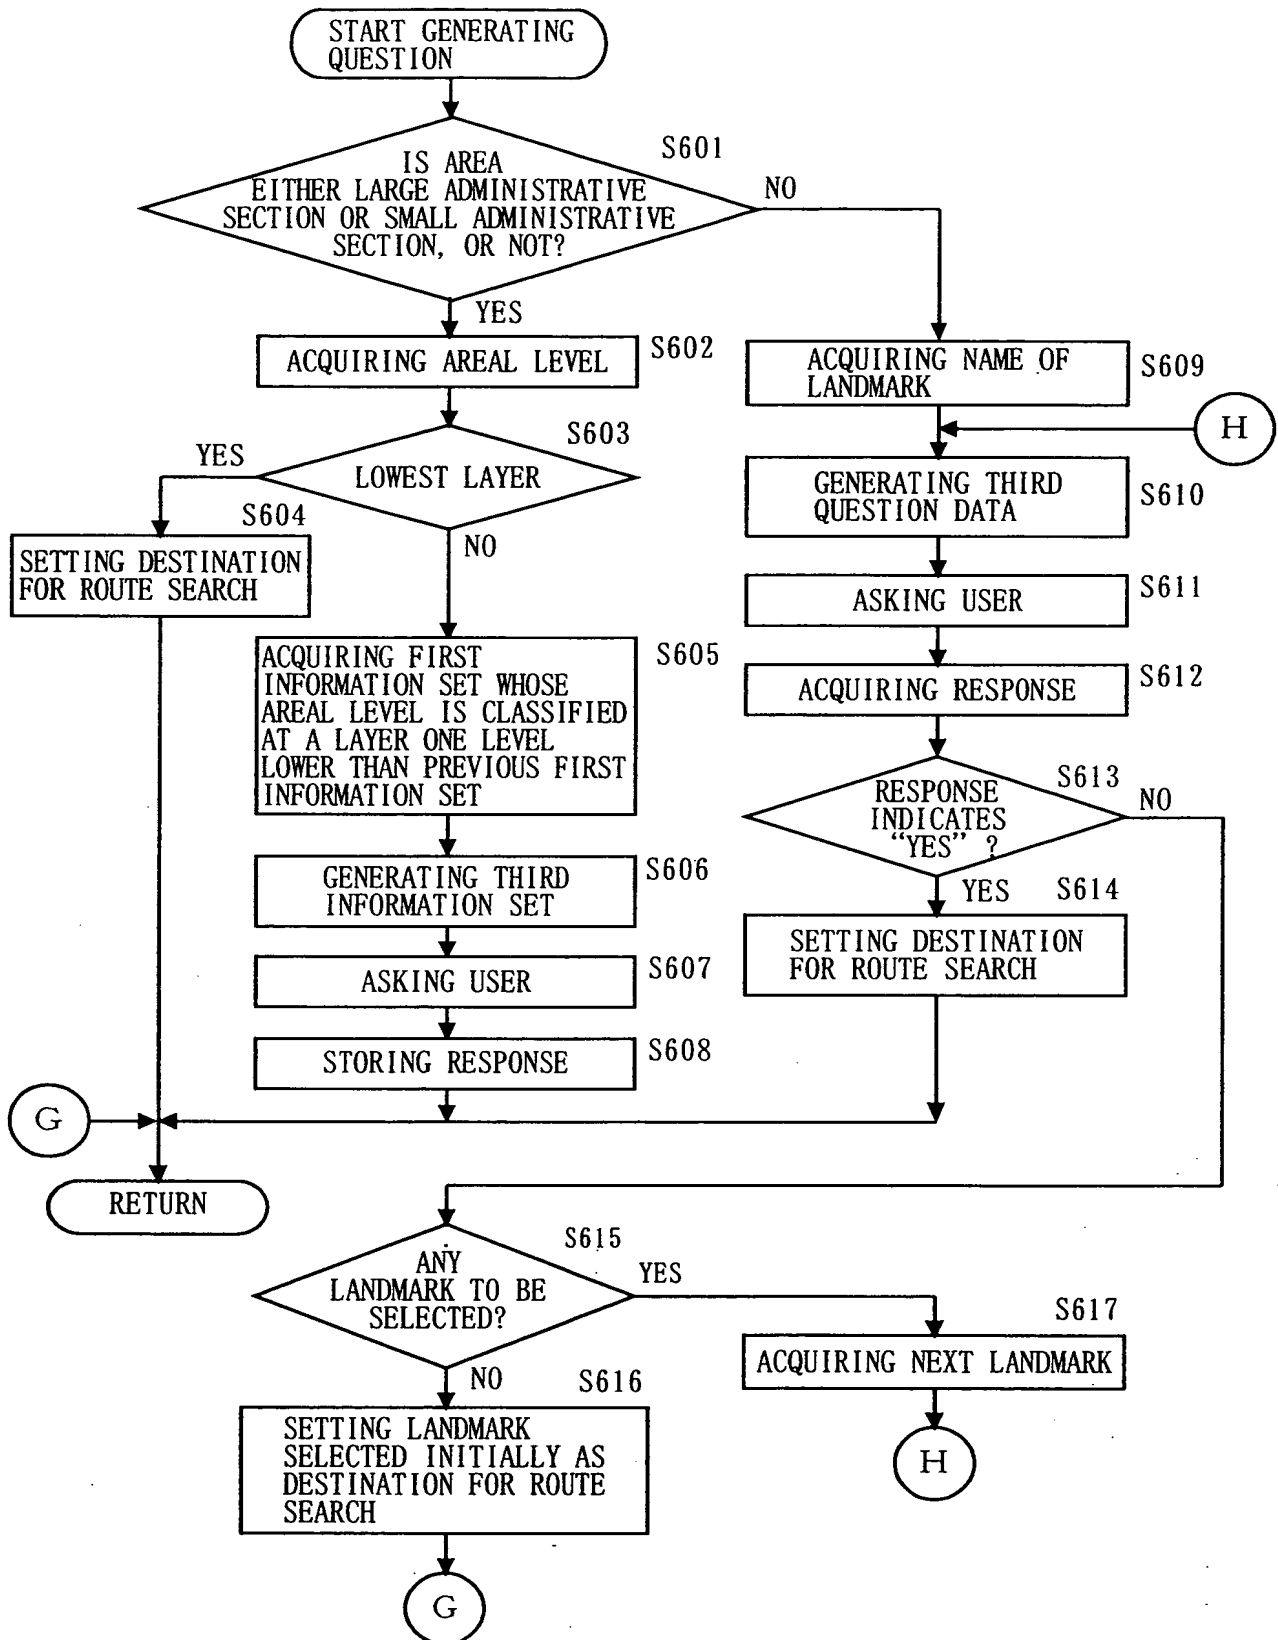 START GENERATING
QUESTION
S601
IS AREA
EITHER LARGE ADMINISTRATIVE
SECTION OR SMALL ADMINISTRATIVE
SECTION, OR NOT?
NO
YES
ACQUIRING AREAL LEVEL
S602
S603
YES
LOWEST LAYER
NO
S604
SETTING DESTINATION
FOR ROUTE SEARCH
ACQUIRING FIRST
INFORMATION SET WHOSE
AREAL LEVEL IS CLASSIFIED
AT A LAYER ONE LEVEL
LOWER THAN PREVIOUS FIRST
INFORMATION SET
S605
GENERATING THIRD
INFORMATION SET
S606
ASKING USER
S607
STORING RESPONSE
S608
G
RETURN
ACQUIRING NAME OF
LANDMARK
S609
H
GENERATING THIRD
QUESTION DATA
S610
ASKING USER
S611
ACQUIRING RESPONSE
S612
S613
RESPONSE
INDICATES
“YES” ?
NO
YES
S614
SETTING DESTINATION
FOR ROUTE SEARCH
S615
ANY
LANDMARK TO BE
SELECTED?
YES
NO
S616
SETTING LANDMARK
SELECTED INITIALLY AS
DESTINATION FOR ROUTE
SEARCH
G
S617
ACQUIRING NEXT LANDMARK
H